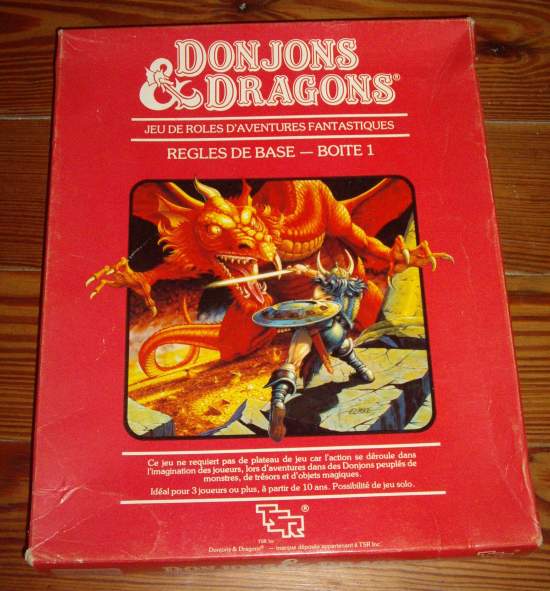 DONJONS
& DRAGONS®
JEU DE ROLES D'AVENTURES FANTASTIQUES
REGLES DE BASE — BOITE 1
Ce jeu ne requiert pas de plateau de jeu car l'action se déroule dans
l'imagination des joueurs, lors d'aventures dans des Donjons peuplés de
monstres, de trésors et d'objets magiques.
Idéal pour 3 joueurs ou plus, à partir de 10 ans. Possibilité de jeu solo.
TSR®
Donjons & Dragons® — marque déposée appartenant à TSR Inc.